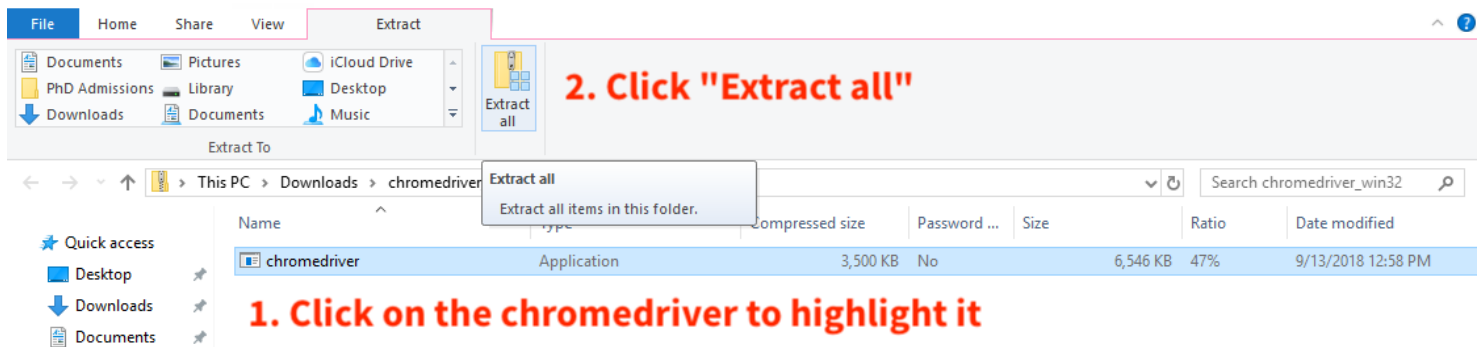 File Home Share View Extract
Documents Pictures iCloud Drive
PhD Admissions Library Desktop
Downloads Documents Music
Extract all
Extract To
2. Click "Extract all"
This PC > Downloads > chromedriver
Search chromedriver_win32
Extract all
Extract all items in this folder.
Name Compressed size Password ... Size Ratio Date modified
Quick access
chromedriver Application 3,500 KB No 6,546 KB 47% 9/13/2018 12:58 PM
Desktop
Downloads
1. Click on the chromedriver to highlight it
Documents